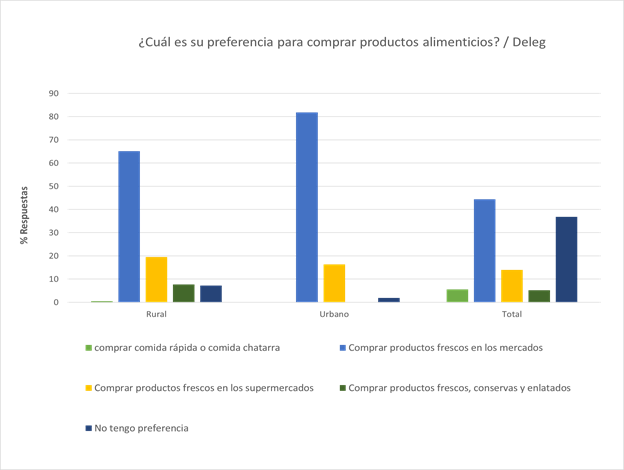 ¿Cuál es su preferencia para comprar productos alimenticios? / Deleg
90
80
70
60
50
40
30
20
10
0
% Respuestas
Rural Urbano Total
comprar comida rápida o comida chatarra
Comprar productos frescos en los mercados
Comprar productos frescos en los supermercados
Comprar productos frescos, conservas y enlatados
No tengo preferencia